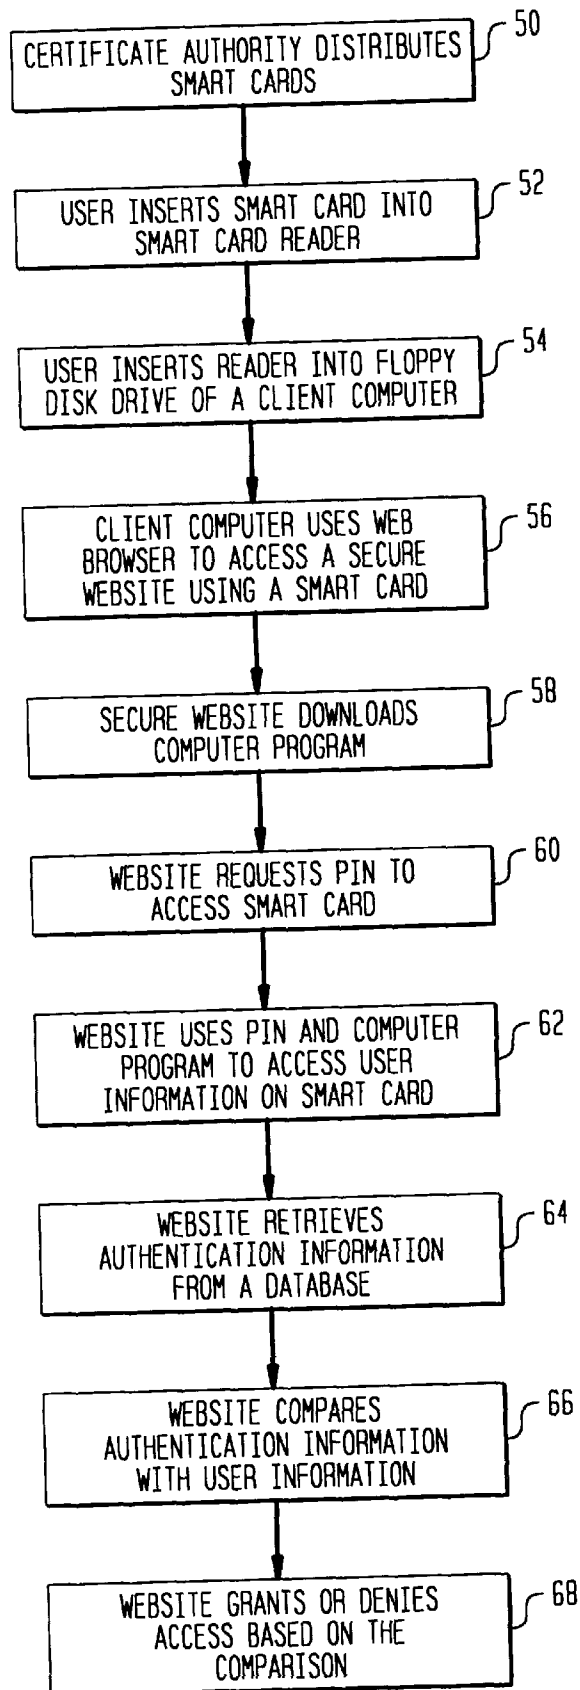 50
CERTIFICATE AUTHORITY DISTRIBUTES
SMART CARDS
52
USER INSERTS SMART CARD INTO
SMART CARD READER
54
USER INSERTS READER INTO FLOPPY
DISK DRIVE OF A CLIENT COMPUTER
56
CLIENT COMPUTER USES WEB
BROWSER TO ACCESS A SECURE
WEBSITE USING A SMART CARD
58
SECURE WEBSITE DOWNLOADS
COMPUTER PROGRAM
60
WEBSITE REQUESTS PIN TO
ACCESS SMART CARD
62
WEBSITE USES PIN AND COMPUTER
PROGRAM TO ACCESS USER
INFORMATION ON SMART CARD
64
WEBSITE RETRIEVES
AUTHENTICATION INFORMATION
FROM A DATABASE
66
WEBSITE COMPARES
AUTHENTICATION INFORMATION
WITH USER INFORMATION
68
WEBSITE GRANTS OR DENIES
ACCESS BASED ON THE
COMPARISON